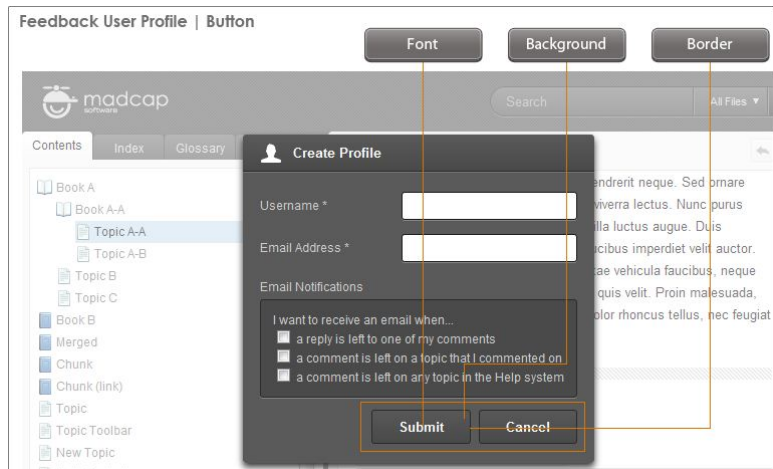 Feedback User Profile | Button
Font
Background
Border
madcap
software
Search
All Files
Contents
Index
Glossary
Create Profile
Book A
Book A-A
Topic A-A
Topic A-B
Topic B
Topic C
Book B
Merged
Chunk
Chunk (link)
Topic
Topic Toolbar
New Topic
Username *
Email Address *
Email Notifications
I want to receive an email when...
a reply is left to one of my comments
a comment is left on a topic that I commented on
a comment is left on any topic in the Help system
Submit
Cancel
endrerit neque. Sed ornare
viverra lectus. Nunc purus
illa luctus augue. Duis
ucibus imperdiet velit auctor.
tae vehicula faucibus, neque
quis velit. Proin malesuada,
olor rhoncus tellus, nec feugiat